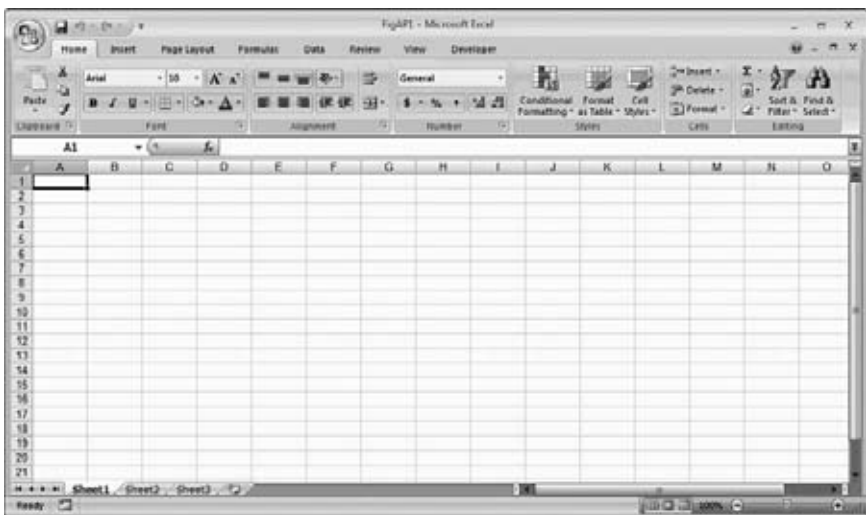 FigAP1 - Microsoft Excel
Home Insert Page Layout Formulas Data Review View Developer
Paste
Arial 10 A A
B I U A
General
$ % ,
Conditional Formatting
Format as Table
Cell Styles
Insert
Delete
Format
Σ
Sort & Filter
Find & Select
Clipboard Font Alignment Number Styles Cells Editing
A1 fx
A B C D E F G H I J K L M N O
1
2
3
4
5
6
7
8
9
10
11
12
13
14
15
16
17
18
19
20
21
Sheet1 Sheet2 Sheet3
Ready 100%